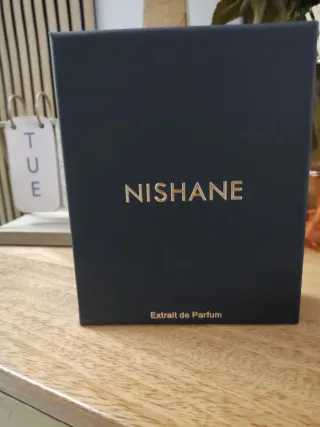 TUE
NISHANE
Extrait de Parfum